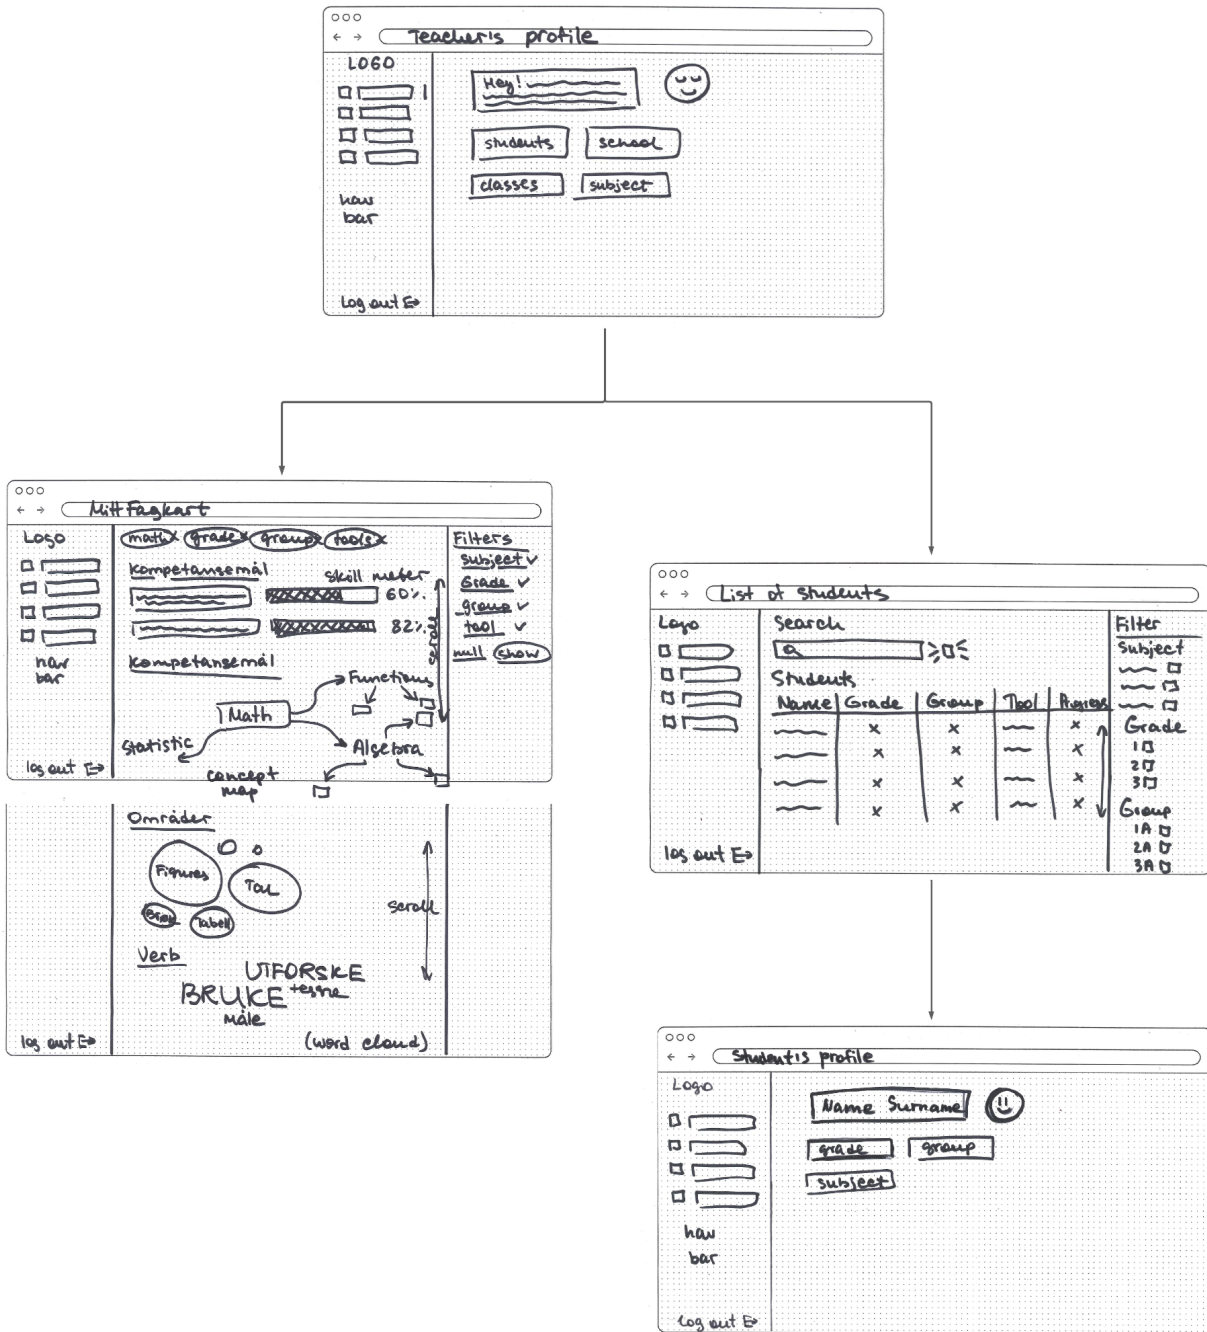 Teacher's profile
LOGO
Hey!
students
school
classes
subject
nav
bar
Log out
Mitt Fagkart
Logo
math x
grade x
group x
tools x
Filters
subject ✓
Grade ✓
group ✓
tool ✓
null
show
kompetansemål
skill meter
60%.
82%.
scroll
kompetansemål
Functions
Math
Statistic
Algebra
concept
map
nav
bar
log out
Områder
Figures
Tall
Brøk
Tabell
scroll
Verb
UTFORSKE
BRUKE
tegne
måle
(word cloud)
log out
List of students
Logo
Search
Students
Name
Grade
Group
Tool
Progress
x
x
x
x
x
x
x
x
x
x
x
x
Filter
Subject
Grade
1
2
3
Group
1A
2A
3A
log out
Student's profile
Logo
Name Surname
grade
group
subject
nav
bar
Log out